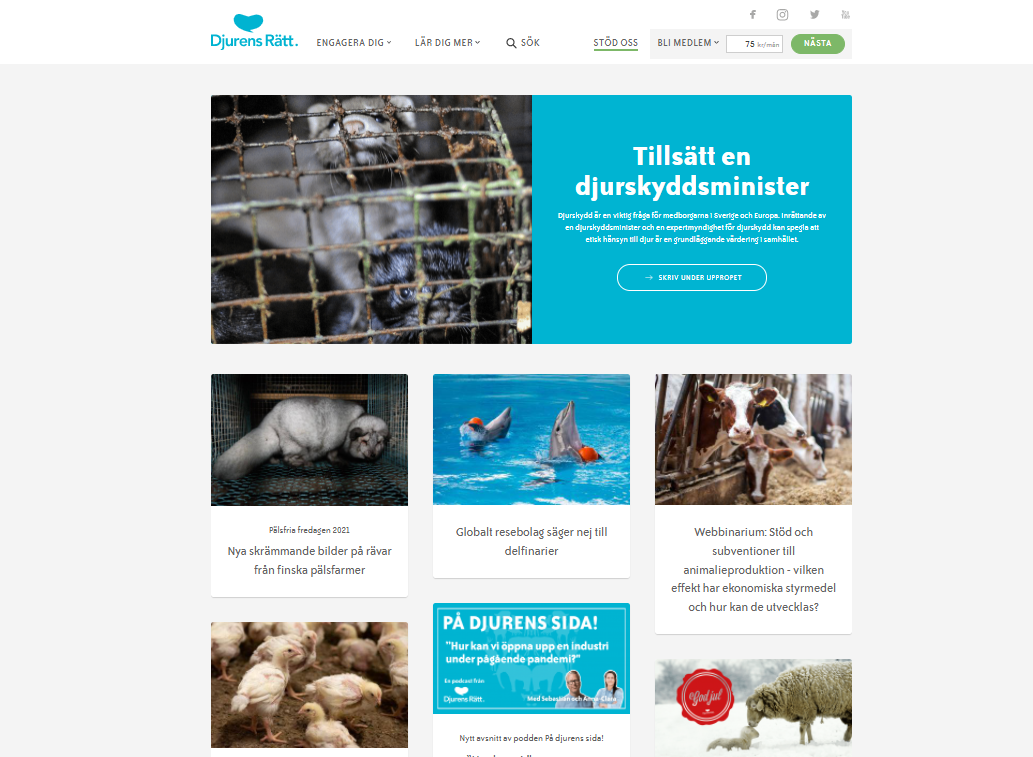 Djurens Rätt.
ENGAGERA DIG
LÄR DIG MER
SÖK
STÖD OSS
BLI MEDLEM
75 kr/mån
NÄSTA
Tillsätt en
djurskyddsminister
Djurskydd är en viktig fråga för medborgarna i Sverige och Europa. Inrättande av
en djurskyddsminister och en expertmyndighet för djurskydd kan spegla att
etisk hänsyn till djur är en grundläggande värdering i samhället.
→ SKRIV UNDER UPPROPET
Pälsfria fredagen 2021
Nya skrämmande bilder på rävar
från finska pälsfarmer
Globalt resebolag säger nej till
delfinarier
Webbinarium: Stöd och
subventioner till
animalieproduktion - vilken
effekt har ekonomiska styrmedel
och hur kan de utvecklas?
PÅ DJURENS SIDA!
"Hur kan vi öppna upp en industri
under pågående pandemi?"
En podcast från
Djurens Rätt.
Med Sebastian och Anna-Clara
Nytt avsnitt av podden På djurens sida!
God jul